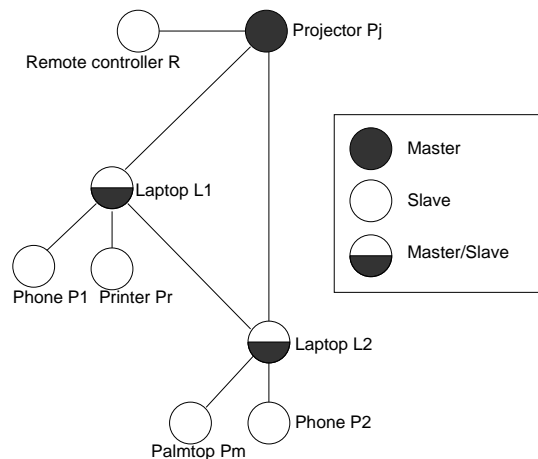 Projector Pj
Remote controller R
Master
Laptop L1
Slave
Master/Slave
Phone P1
Printer Pr
Laptop L2
Phone P2
Palmtop Pm